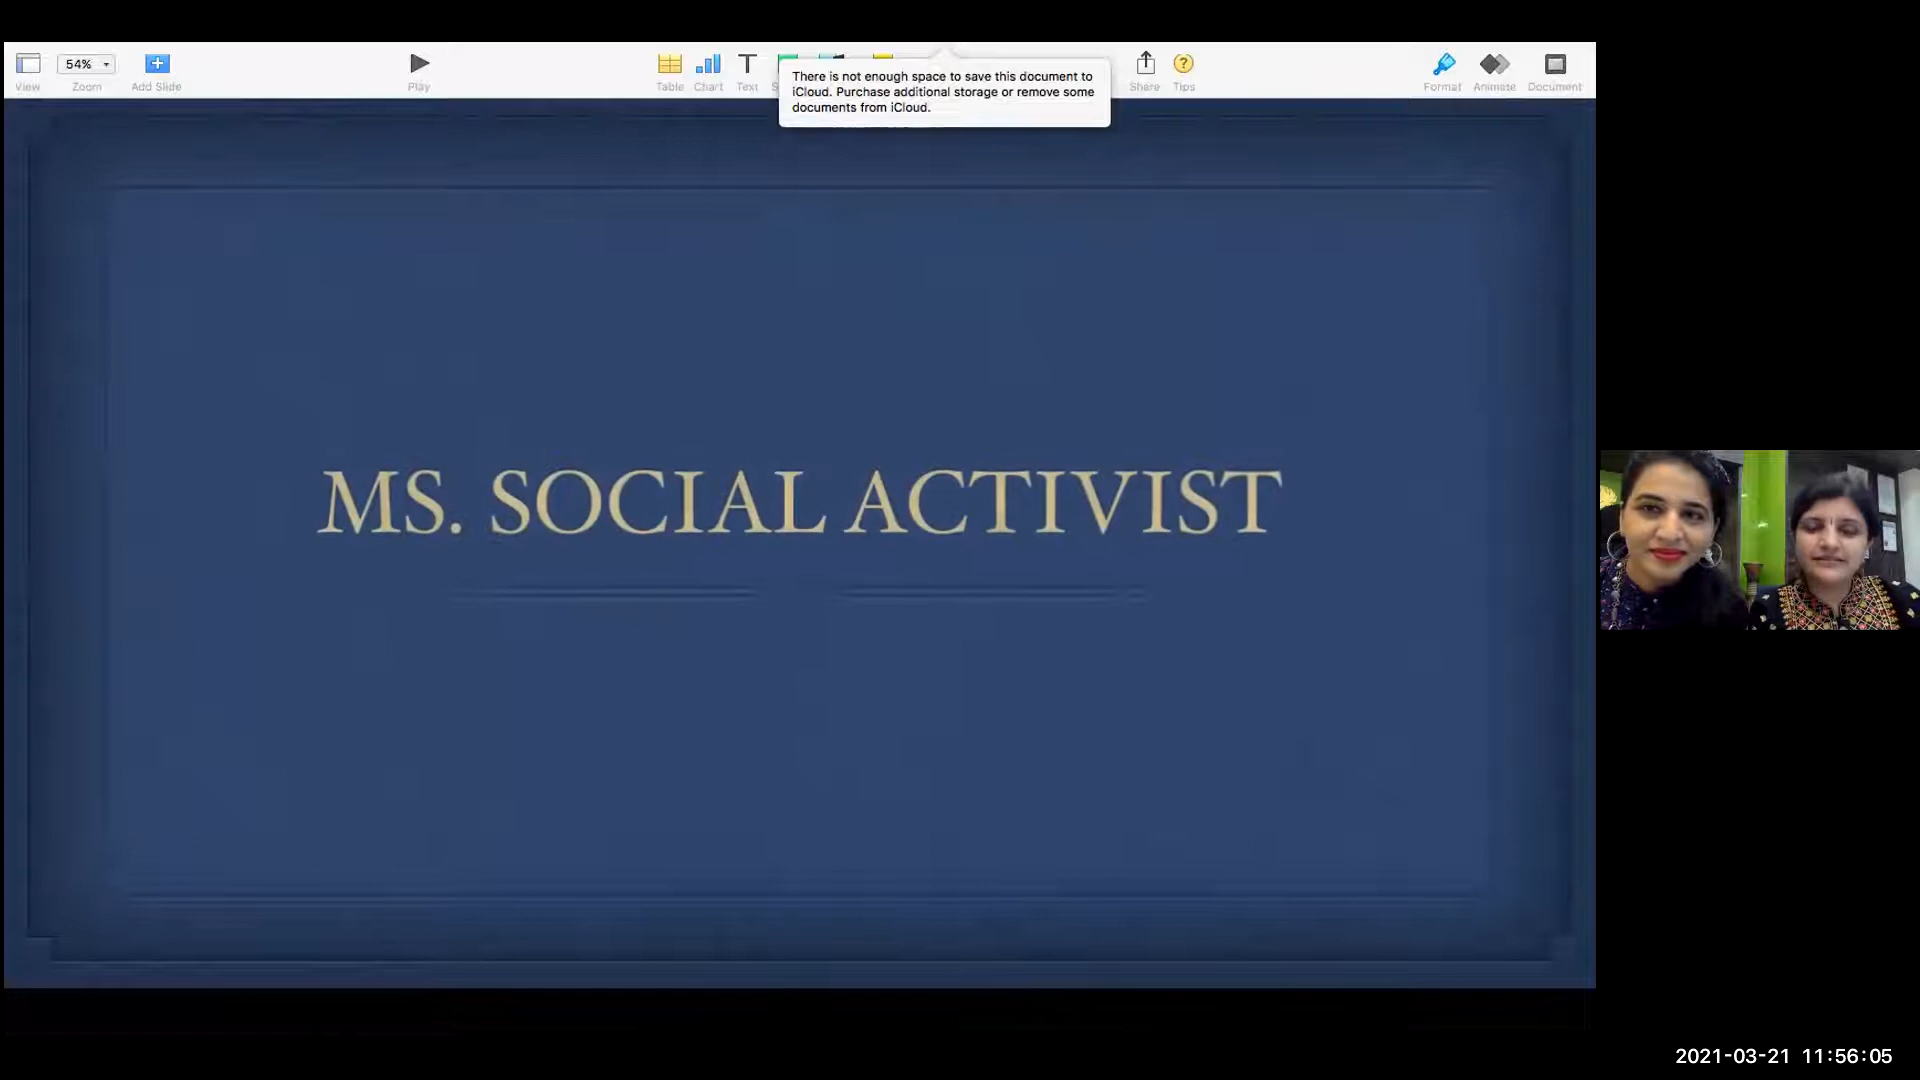 54%
View
Zoom
Add Slide
Play
Table
Chart
Text
There is not enough space to save this document to
iCloud. Purchase additional storage or remove some
documents from iCloud.
Share
Tips
Format
Animate
Document
MS. SOCIAL ACTIVIST
2021-03-21 11:56:05